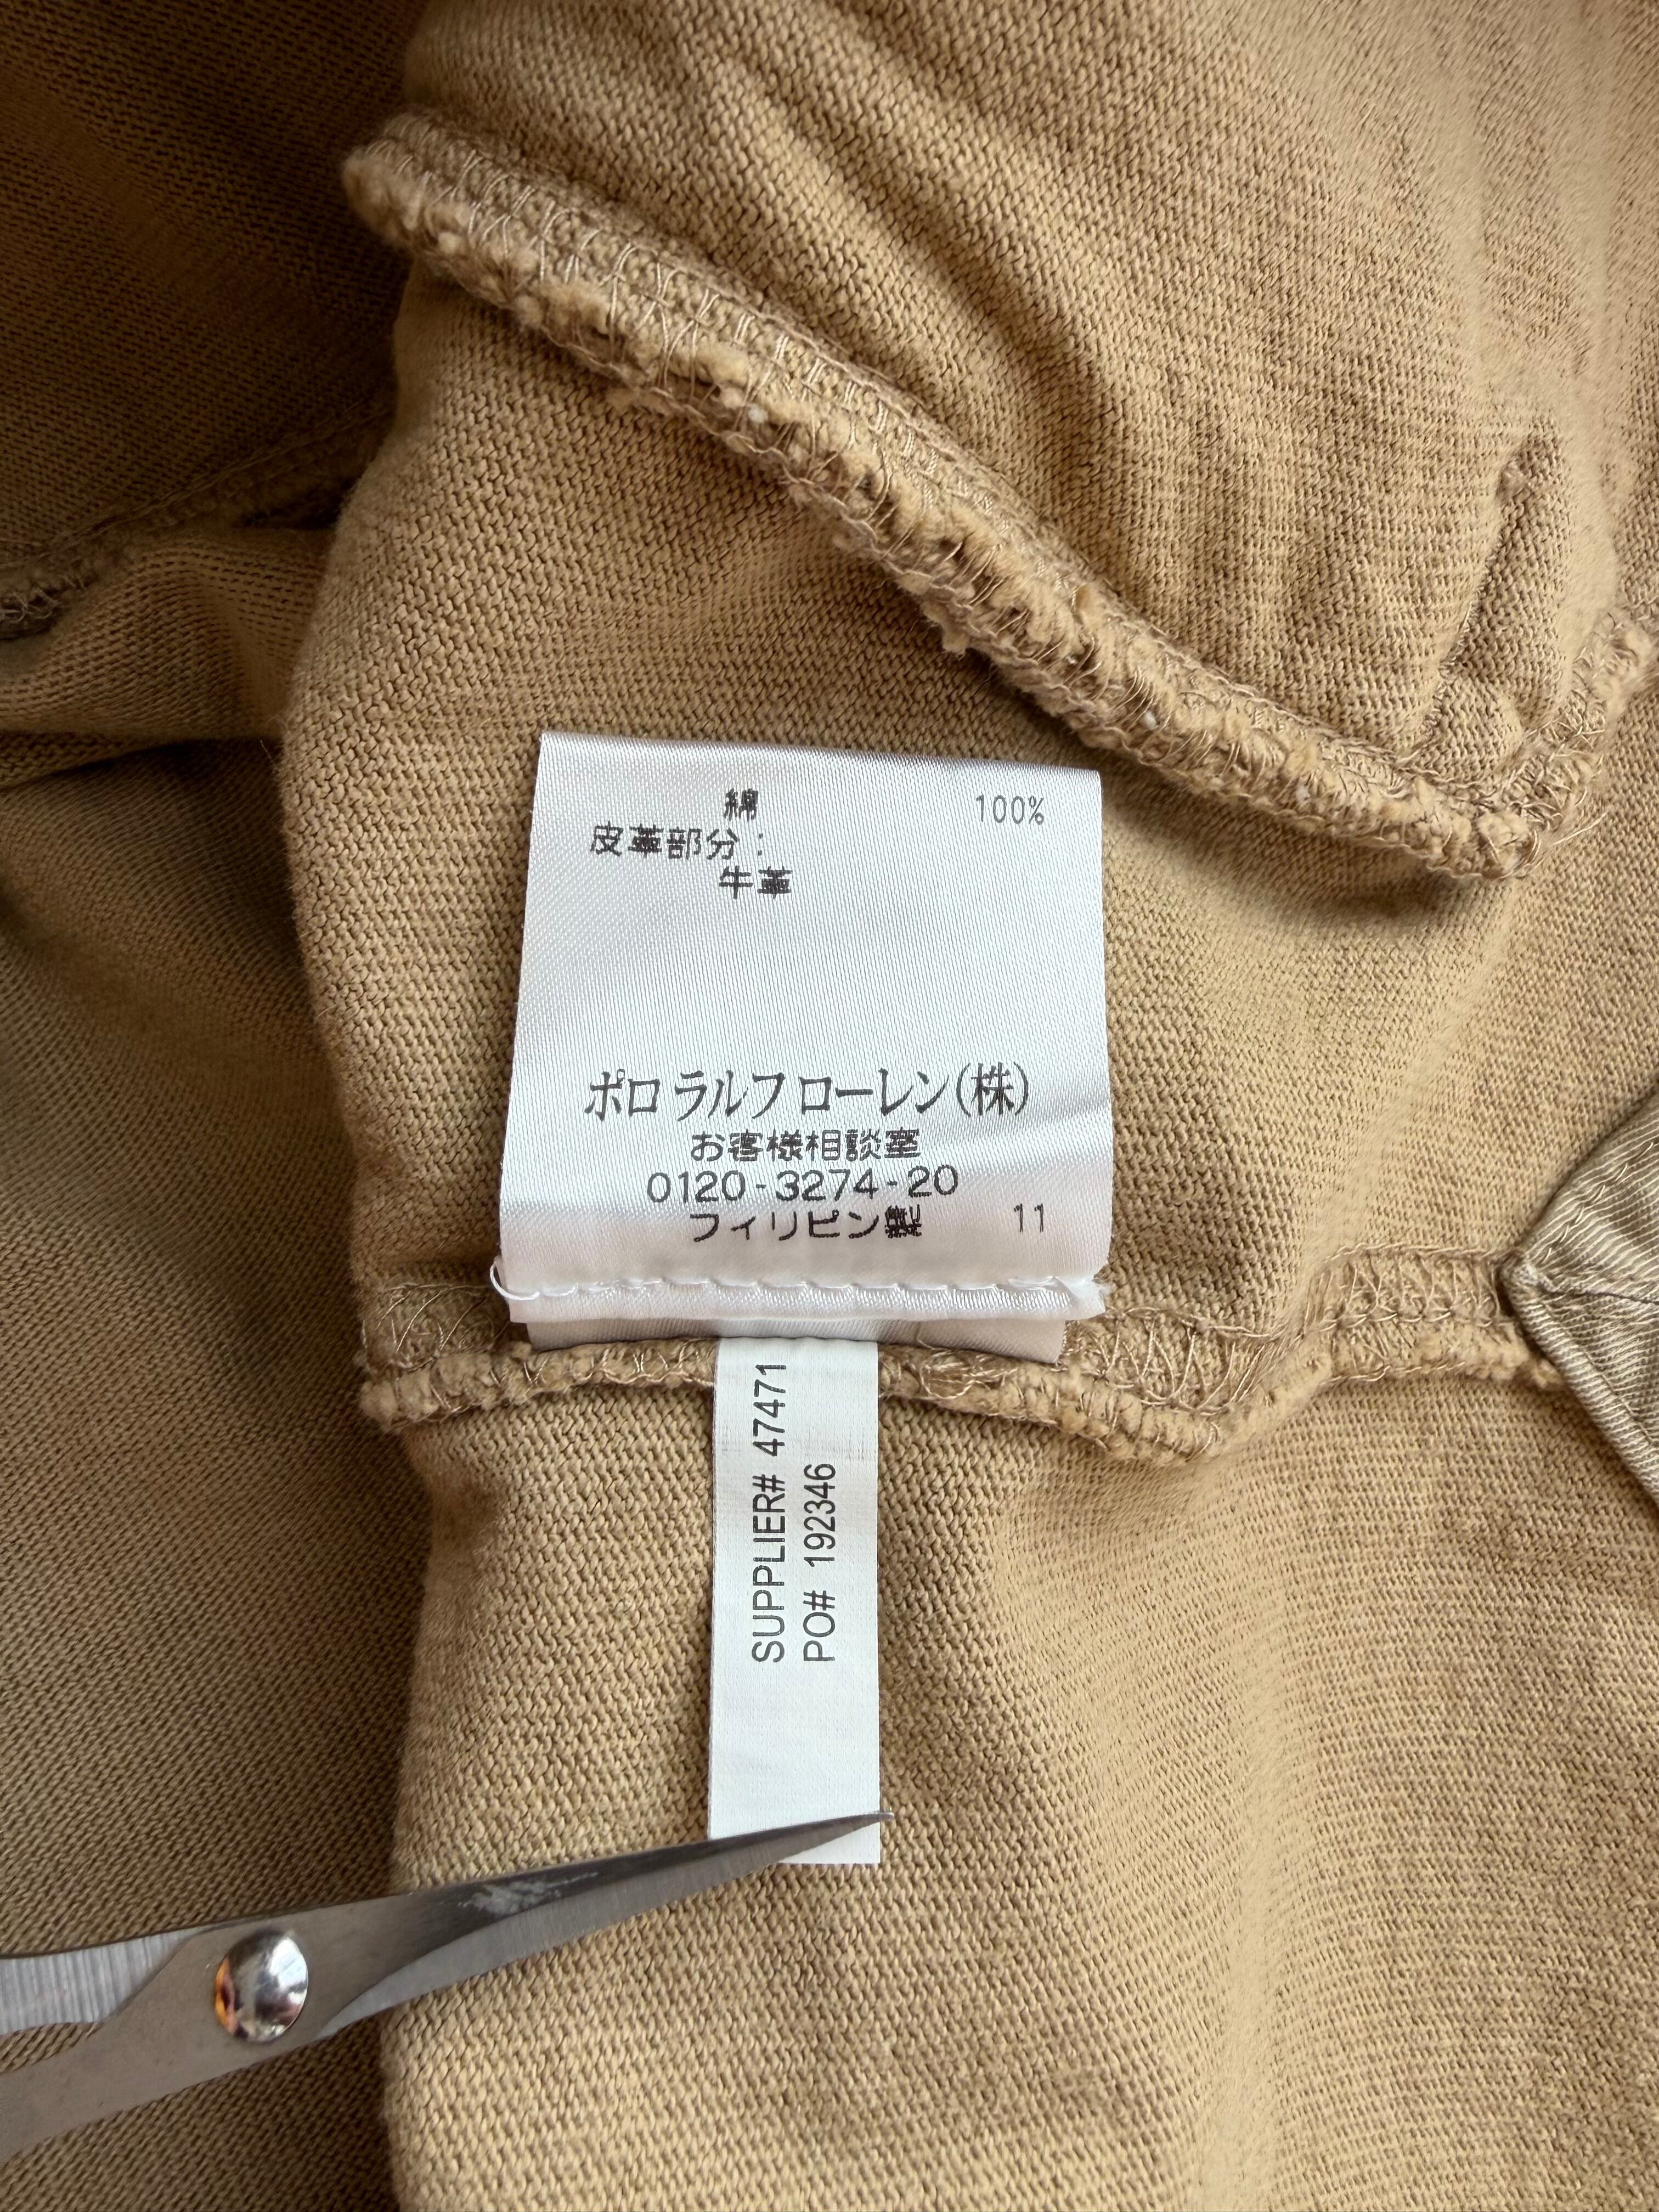 綿 100%
皮革部分：
牛革
ポロ ラルフ ローレン(株)
お客様相談室
0120-3274-20
フィリピン製 11
SUPPLIER# 47471
PO# 192346